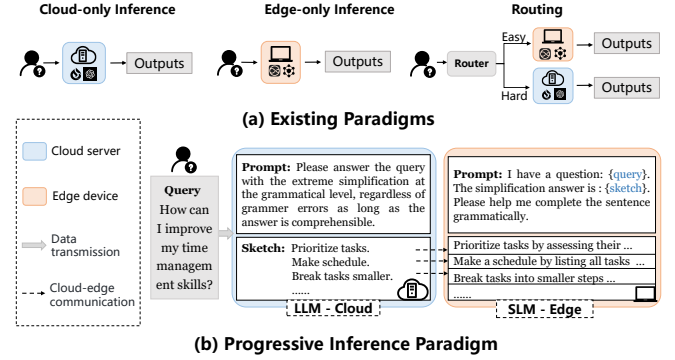 Cloud-only Inference
Edge-only Inference
Routing
Outputs
Outputs
Router
Easy
Hard
Outputs
Outputs
(a) Existing Paradigms
Cloud server
Edge device
Data
transmission
Cloud-edge
communication
Query
How can
I improve
my time
managem
ent skills?
Prompt: Please answer the query
with the extreme simplification at
the grammatical level, regardless of
grammer errors as long as the
answer is comprehensible.
Sketch: Prioritize tasks.
Make schedule.
Break tasks smaller.
......
LLM - Cloud
Prompt: I have a question: {query}.
The simplification answer is : {sketch}.
Please help me complete the sentence
grammatically.
Prioritize tasks by assessing their ...
Make a schedule by listing all tasks ...
Break tasks into smaller steps ...
......
SLM - Edge
(b) Progressive Inference Paradigm